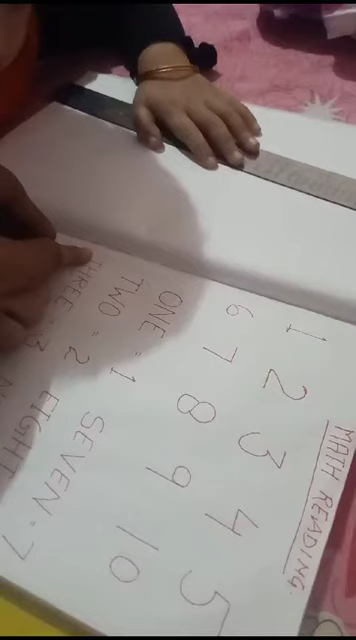 MATH READING.
1 2 3 4 5
6 7 8 9 10
ONE = 1 SEVEN - 7
TWO = 2 EIGHT
THREE - 3 N